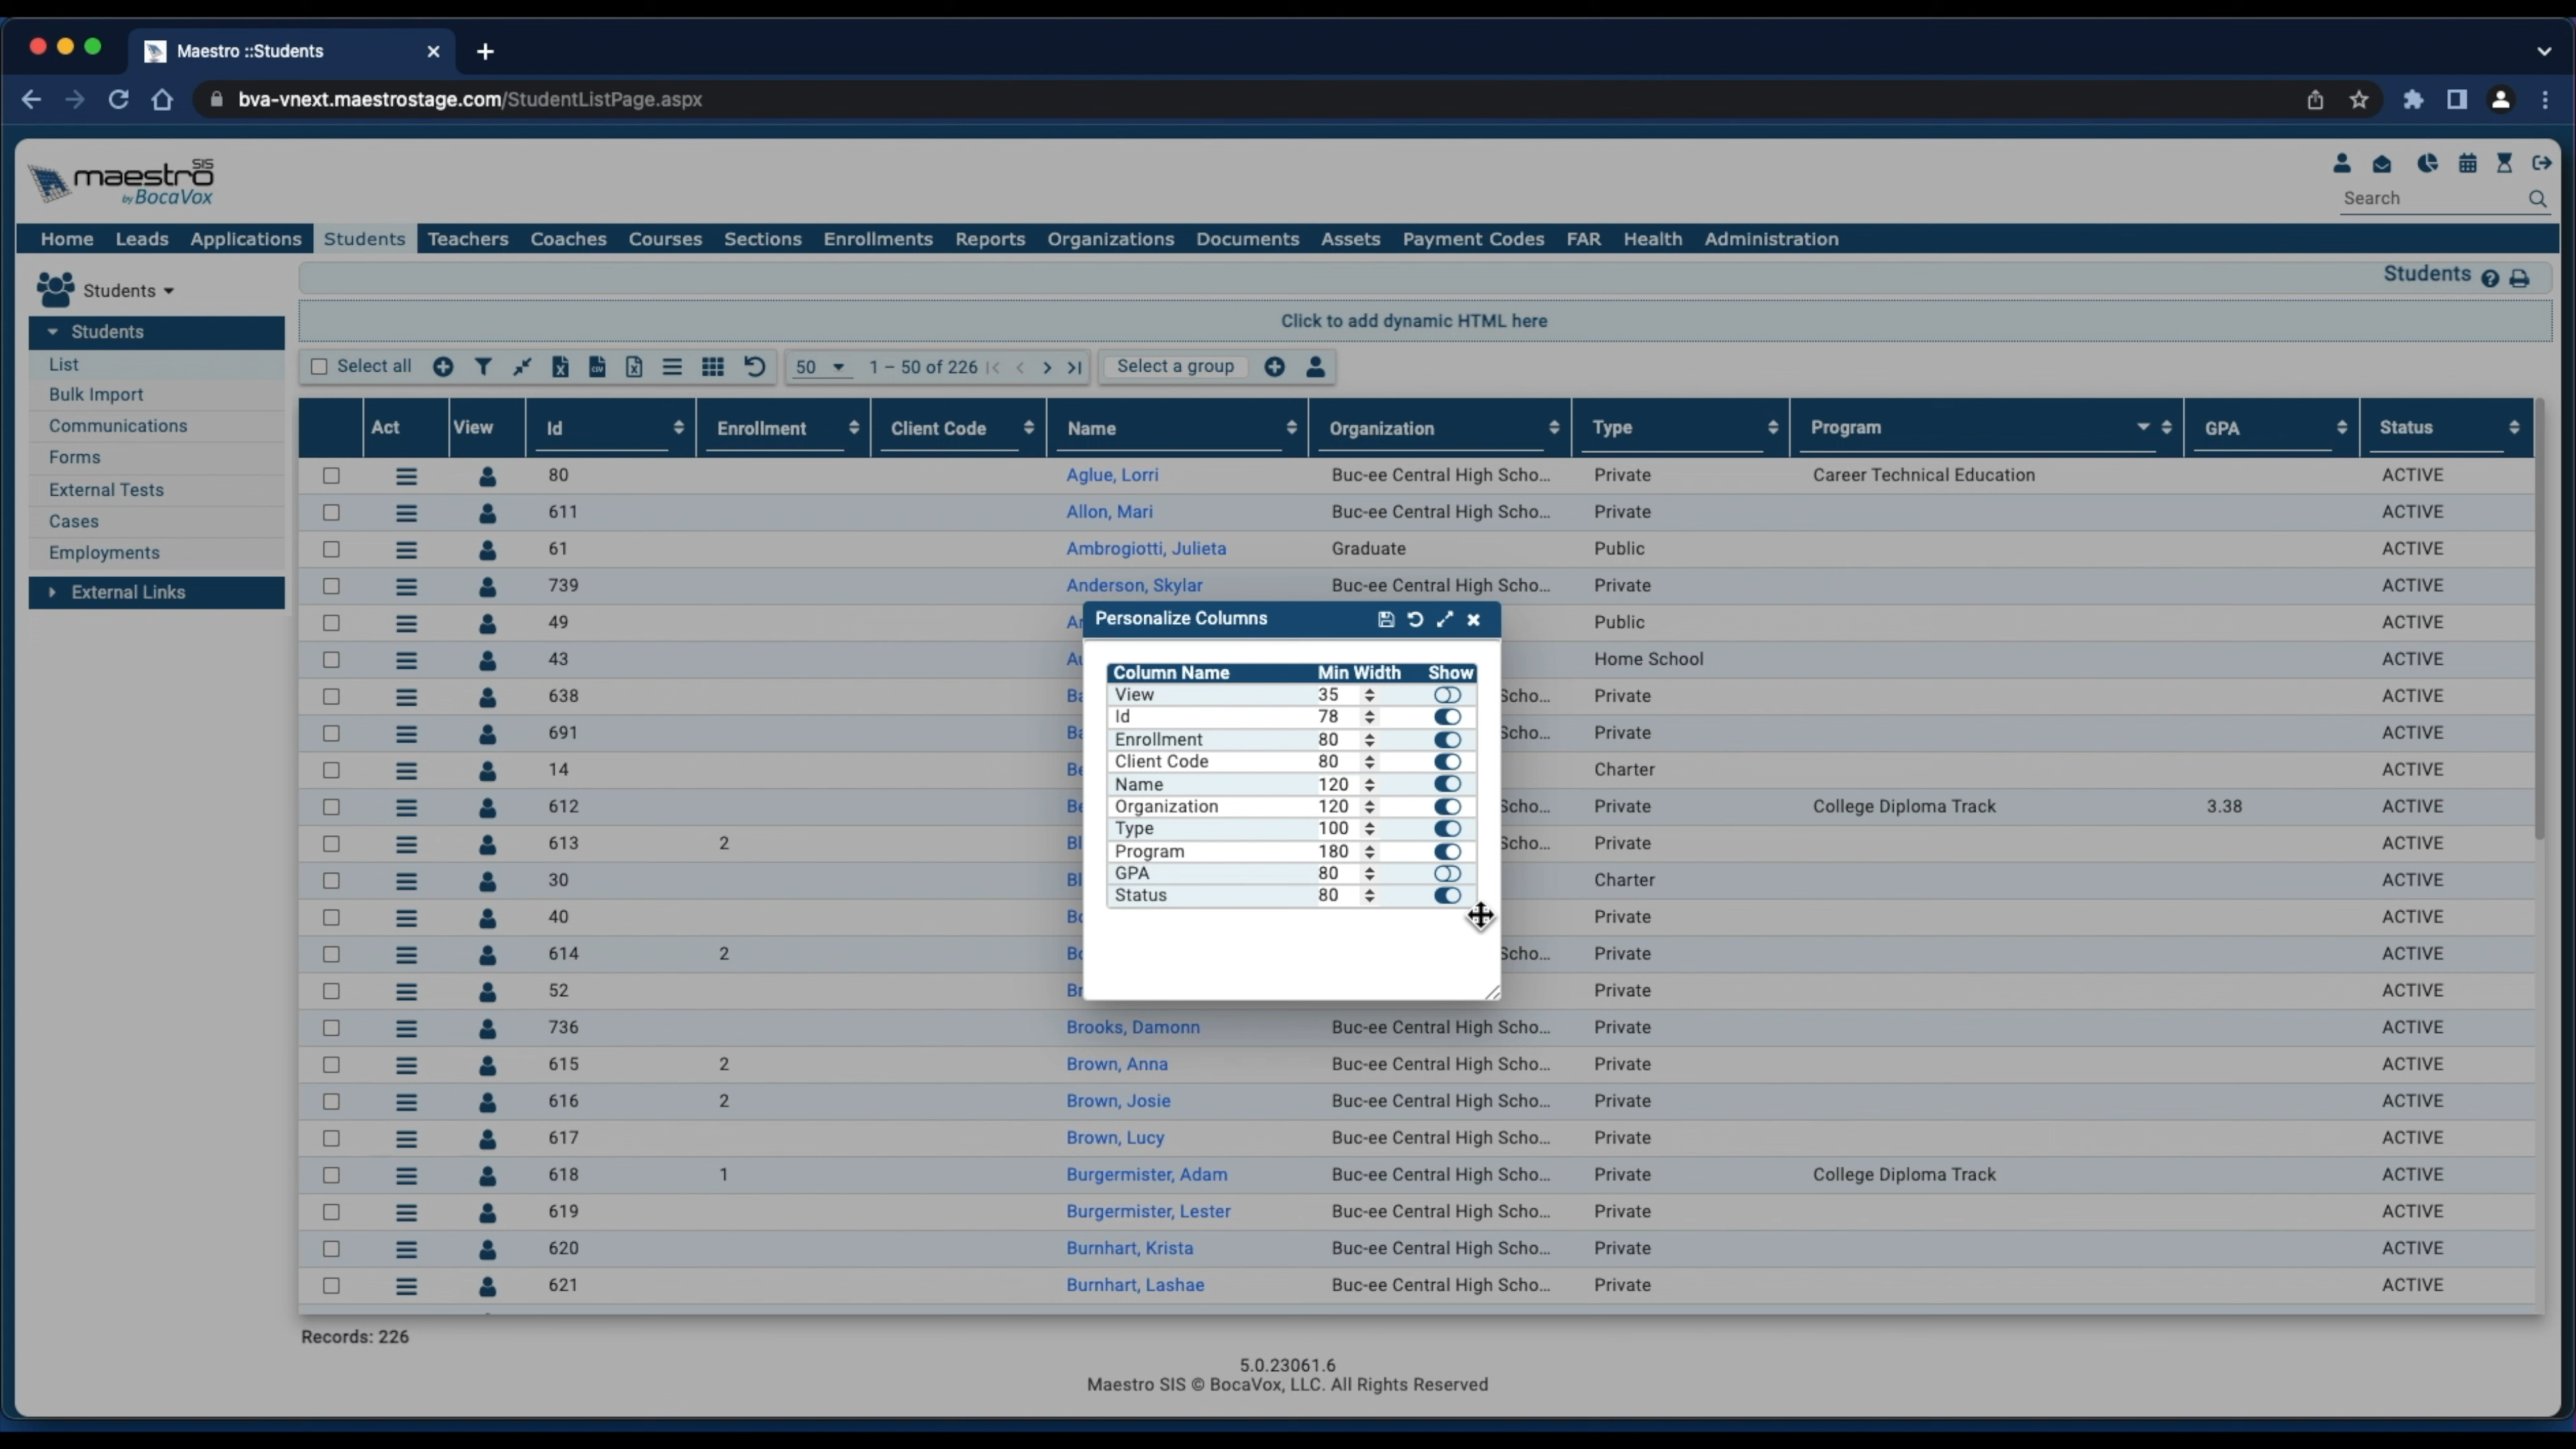 Maestro ::Students
bva-vnext.maestrostage.com/StudentListPage.aspx
maestro SIS
by BocaVox
Search
Home Leads Applications Students Teachers Coaches Courses Sections Enrollments Reports Organizations Documents Assets Payment Codes FAR Health Administration
Students
Students
List
Bulk Import
Communications
Forms
External Tests
Cases
Employments
External Links
Students
Click to add dynamic HTML here
Select all 50 1 – 50 of 226 Select a group
Act View Id Enrollment Client Code Name Organization Type Program GPA Status
80 Aglue, Lorri Buc-ee Central High Scho... Private Career Technical Education ACTIVE
611 Allon, Mari Buc-ee Central High Scho... Private ACTIVE
61 Ambrogiotti, Julieta Graduate Public ACTIVE
739 Anderson, Skylar Buc-ee Central High Scho... Private ACTIVE
49 Public ACTIVE
43 Home School ACTIVE
638 Scho... Private ACTIVE
691 Scho... Private ACTIVE
14 Charter ACTIVE
612 Scho... Private College Diploma Track 3.38 ACTIVE
613 2 Scho... Private ACTIVE
30 Charter ACTIVE
40 Private ACTIVE
614 2 Scho... Private ACTIVE
52 Private ACTIVE
736 Brooks, Damonn Buc-ee Central High Scho... Private ACTIVE
615 2 Brown, Anna Buc-ee Central High Scho... Private ACTIVE
616 2 Brown, Josie Buc-ee Central High Scho... Private ACTIVE
617 Brown, Lucy Buc-ee Central High Scho... Private ACTIVE
618 1 Burgermister, Adam Buc-ee Central High Scho... Private College Diploma Track ACTIVE
619 Burgermister, Lester Buc-ee Central High Scho... Private ACTIVE
620 Burnhart, Krista Buc-ee Central High Scho... Private ACTIVE
621 Burnhart, Lashae Buc-ee Central High Scho... Private ACTIVE
Personalize Columns
Column Name Min Width Show
View 35
Id 78
Enrollment 80
Client Code 80
Name 120
Organization 120
Type 100
Program 180
GPA 80
Status 80
Records: 226
5.0.23061.6
Maestro SIS © BocaVox, LLC. All Rights Reserved